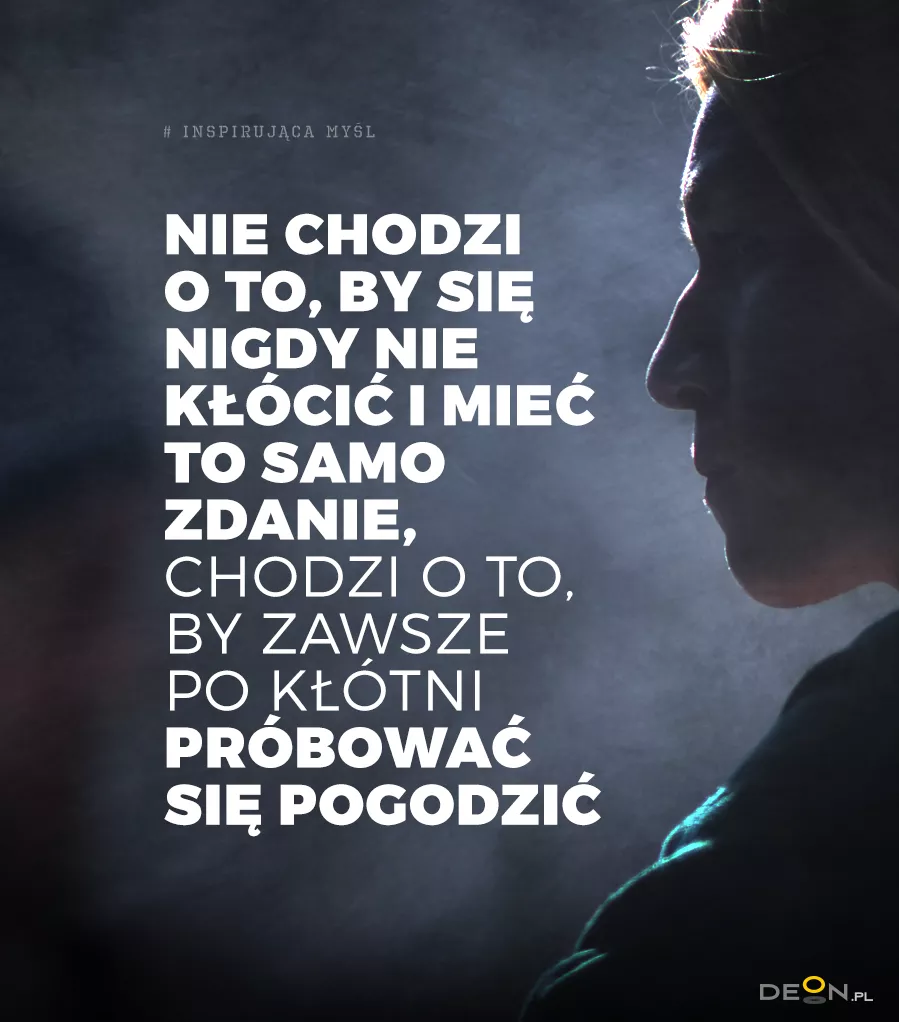 # INSPIRUJĄCA MYŚL
NIE CHODZI
O TO, BY SIĘ
NIGDY NIE
KŁÓCIĆ I MIEĆ
TO SAMO
ZDANIE,
CHODZI O TO,
BY ZAWSZE
PO KŁÓTNI
PRÓBOWAĆ
SIĘ POGODZIĆ
DEON.PL